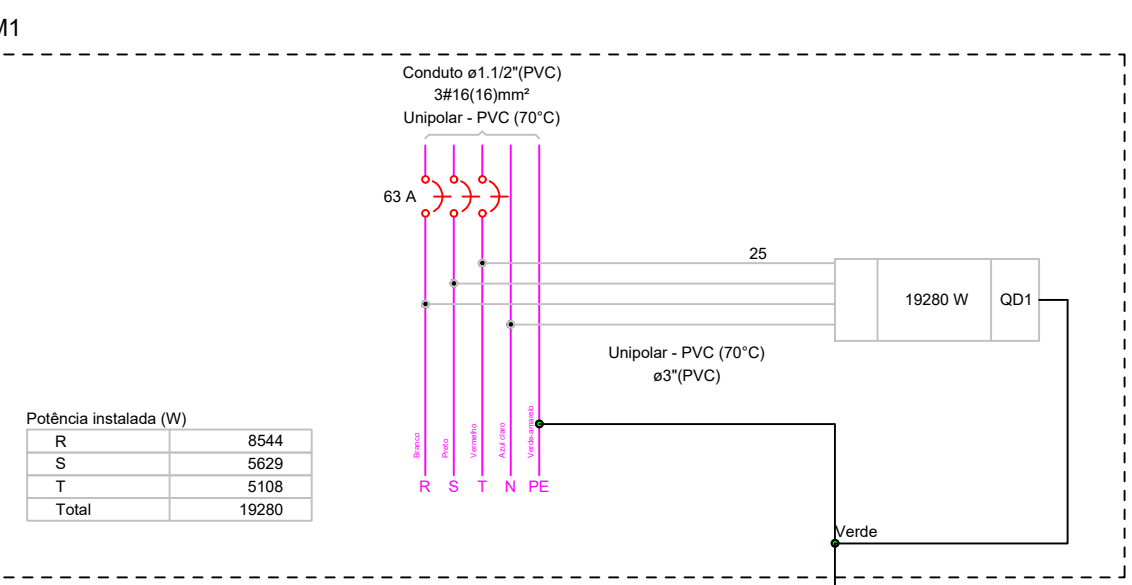 M1
Conduto ø1.1/2"(PVC)
3#16(16)mm²
Unipolar - PVC (70°C)
63 A
25
19280 W
QD1
Unipolar - PVC (70°C)
ø3"(PVC)
Potência instalada (W)
R 8544
S 5629
T 5108
Total 19280
Branco
Preto
Vermelho
Azul claro
Verde-amarelo
R S T N PE
Verde